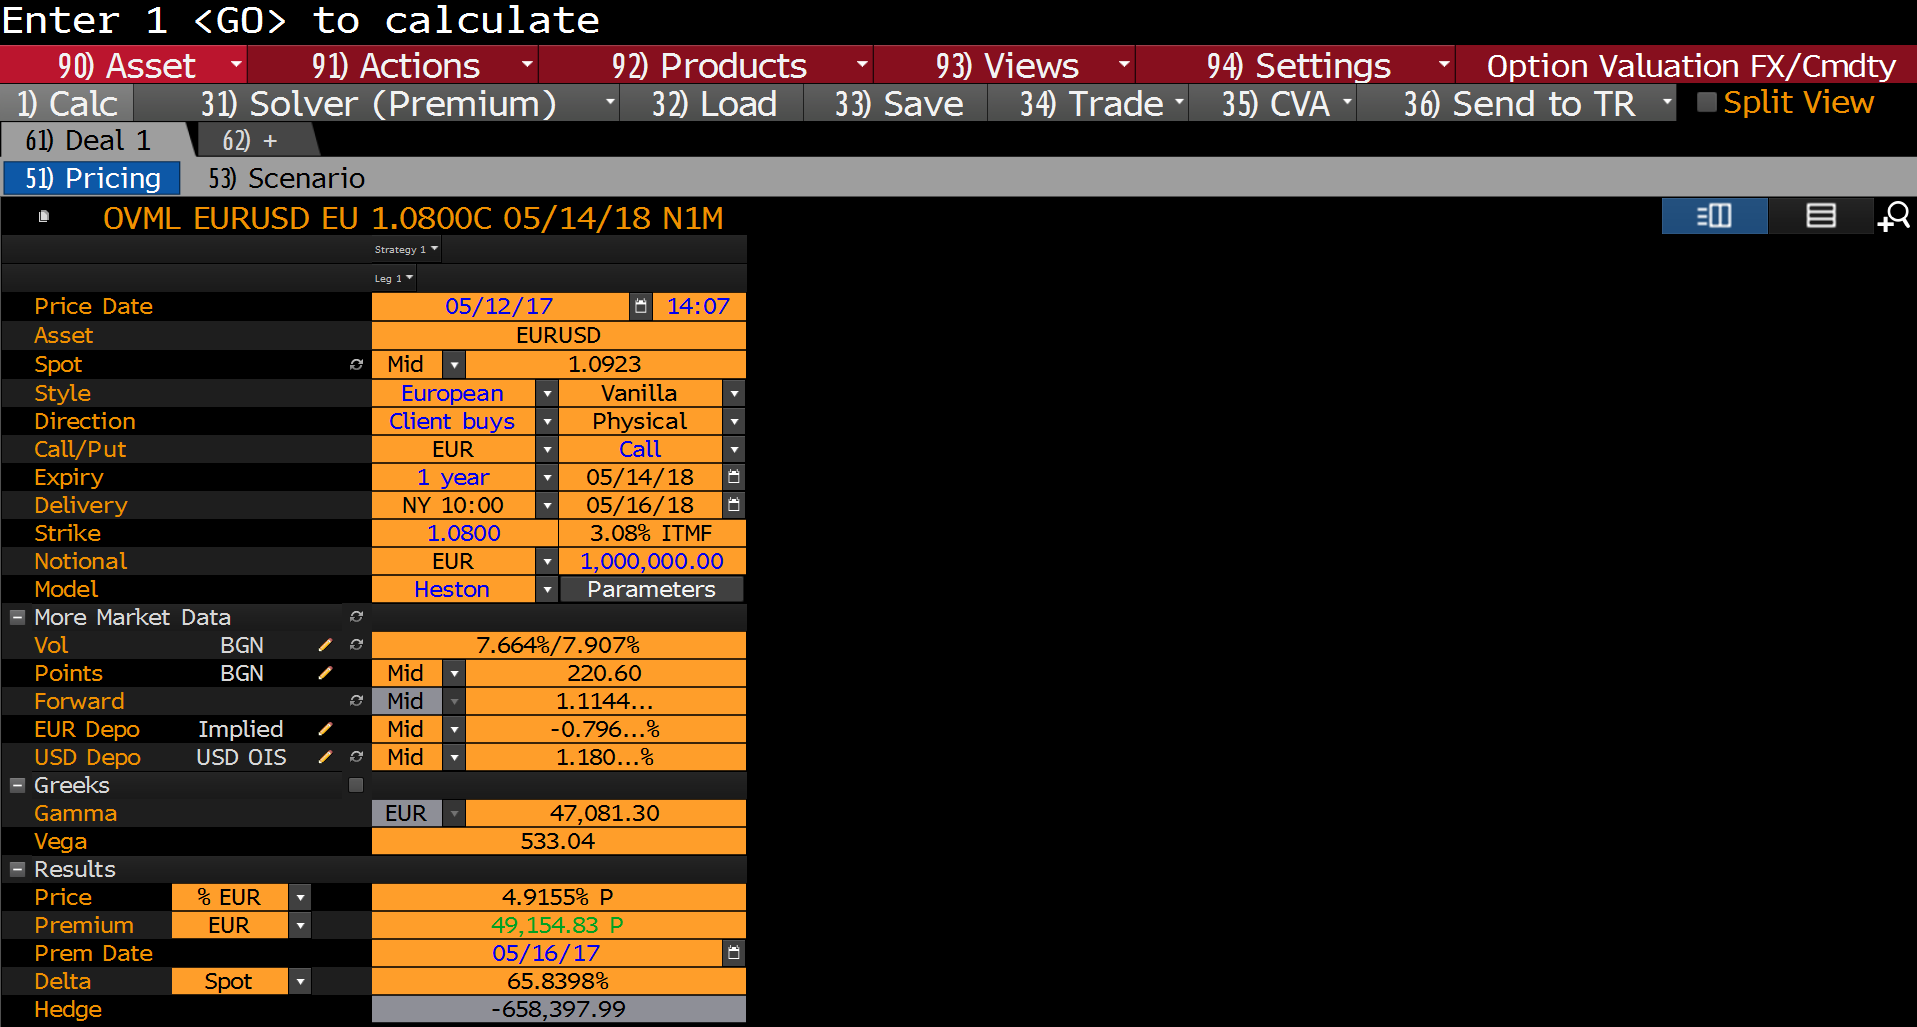 Enter 1 <GO> to calculate
90) Asset 91) Actions 92) Products 93) Views 94) Settings Option Valuation FX/Cmdty
1) Calc 31) Solver (Premium) 32) Load 33) Save 34) Trade 35) CVA 36) Send to TR Split View
61) Deal 1 62) +
51) Pricing 53) Scenario
OVML EURUSD EU 1.0800C 05/14/18 N1M
Strategy 1
Leg 1
Price Date 05/12/17 14:07
Asset EURUSD
Spot Mid 1.0923
Style European Vanilla
Direction Client buys Physical
Call/Put EUR Call
Expiry 1 year 05/14/18
Delivery NY 10:00 05/16/18
Strike 1.0800 3.08% ITMF
Notional EUR 1,000,000.00
Model Heston Parameters
More Market Data
Vol BGN 7.664%/7.907%
Points BGN Mid 220.60
Forward Mid 1.1144...
EUR Depo Implied Mid -0.796...%
USD Depo USD OIS Mid 1.180...%
Greeks
Gamma EUR 47,081.30
Vega 533.04
Results
Price % EUR 4.9155% P
Premium EUR 49,154.83 P
Prem Date 05/16/17
Delta Spot 65.8398%
Hedge -658,397.99